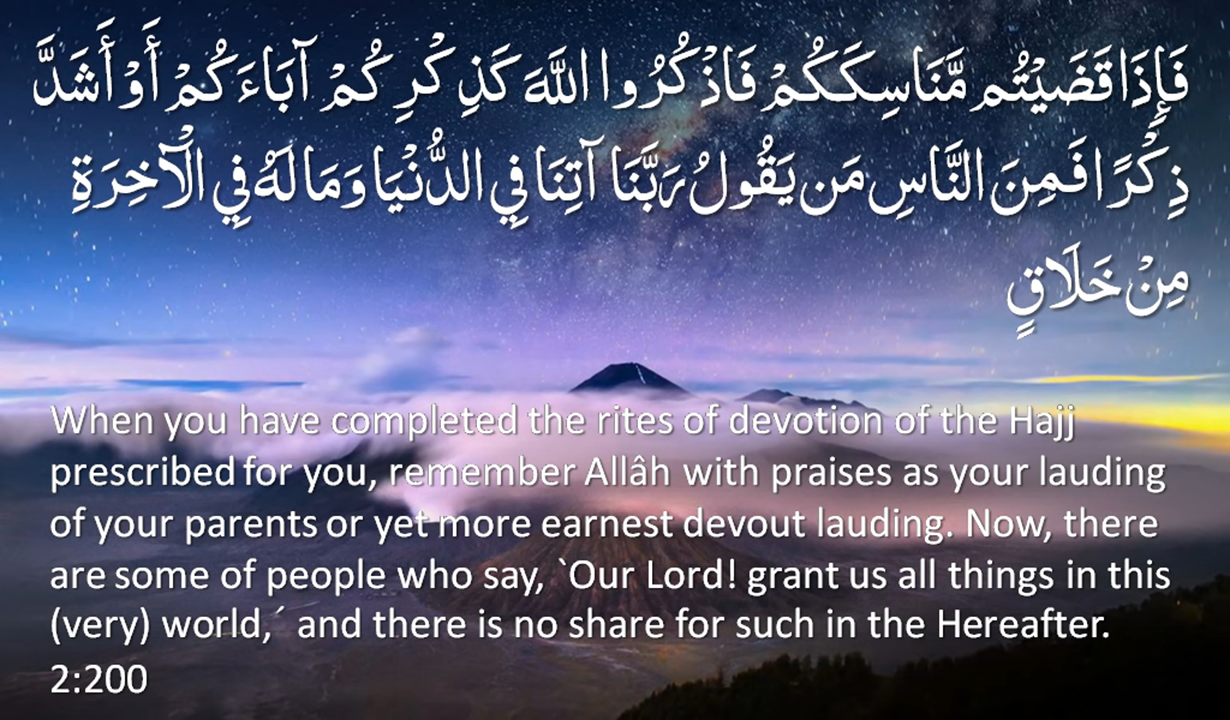 فَإِذَا قَضَيْتُم مَّنَاسِكَكُمْ فَاذْكُرُوا اللَّهَ كَذِكْرِكُمْ آبَاءَكُمْ أَوْ أَشَدَّ
ذِكْرًا فَمِنَ النَّاسِ مَن يَقُولُ رَبَّنَا آتِنَا فِي الدُّنْيَا وَمَا لَهُ فِي الْآخِرَةِ
مِنْ خَلَاقٍ
When you have completed the rites of devotion of the Hajj
prescribed for you, remember Allâh with praises as your lauding
of your parents or yet more earnest devout lauding. Now, there
are some of people who say, `Our Lord! grant us all things in this
(very) world,´ and there is no share for such in the Hereafter.
2:200